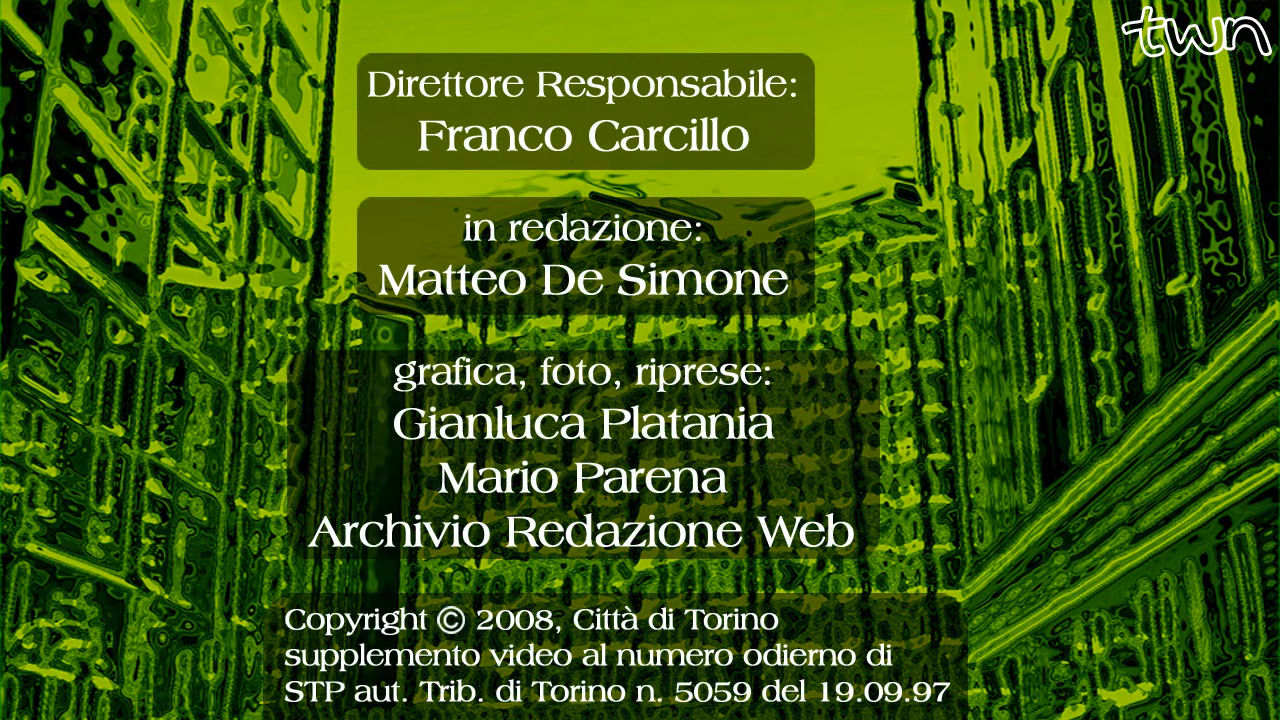 twn
Direttore Responsabile:
Franco Carcillo
in redazione:
Matteo De Simone
grafica, foto, riprese:
Gianluca Platania
Mario Parena
Archivio Redazione Web
Copyright © 2008, Città di Torino
supplemento video al numero odierno di
STP aut. Trib. di Torino n. 5059 del 19.09.97